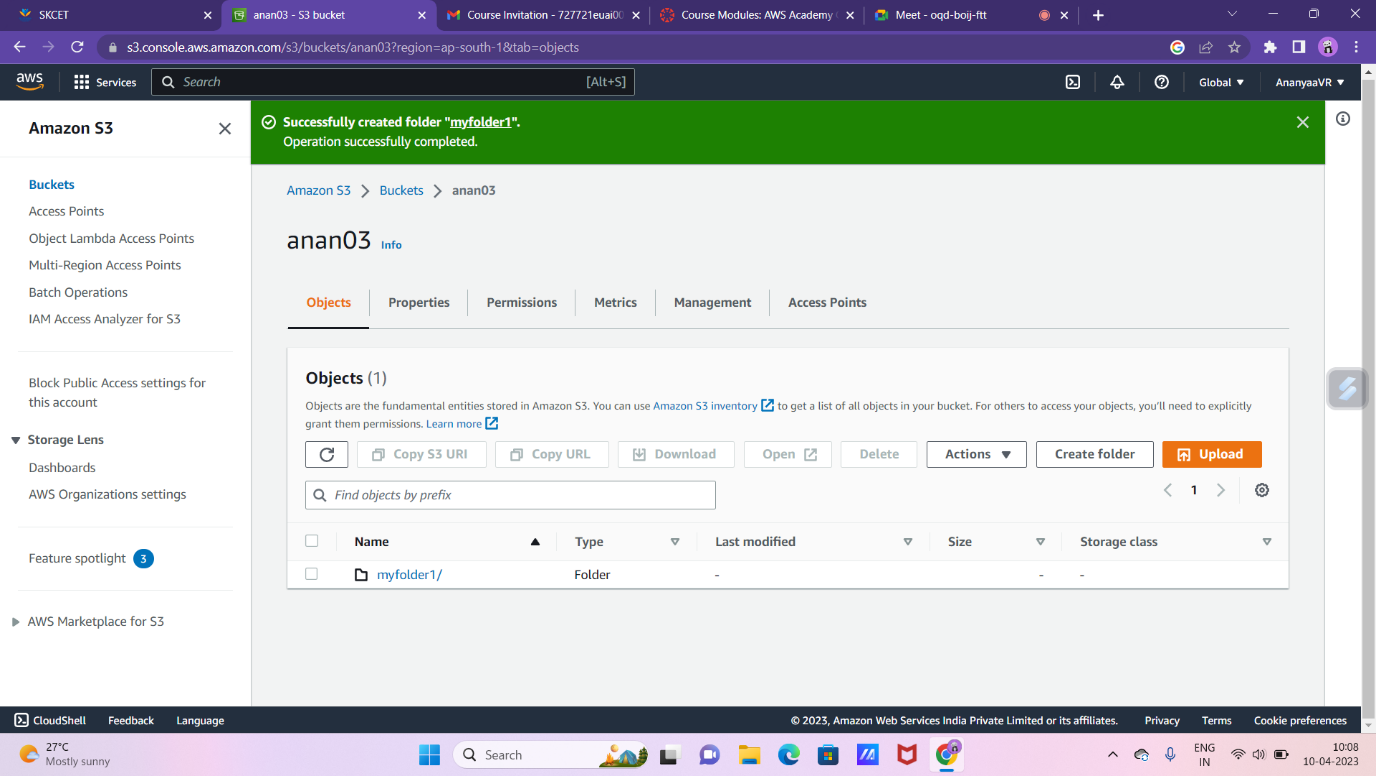 SKCET
anan03 - S3 bucket
Course Invitation - 727721euai00
Course Modules: AWS Academy
Meet - oqd-boij-ftt
s3.console.aws.amazon.com/s3/buckets/anan03?region=ap-south-1&tab=objects
aws
Services
Search
[Alt+S]
Global
AnanyaaVR
Amazon S3
Buckets
Access Points
Object Lambda Access Points
Multi-Region Access Points
Batch Operations
IAM Access Analyzer for S3
Block Public Access settings for
this account
Storage Lens
Dashboards
AWS Organizations settings
Feature spotlight 3
AWS Marketplace for S3
Successfully created folder "myfolder1".
Operation successfully completed.
Amazon S3 > Buckets > anan03
anan03 Info
Objects Properties Permissions Metrics Management Access Points
Objects (1)
Objects are the fundamental entities stored in Amazon S3. You can use Amazon S3 inventory to get a list of all objects in your bucket. For others to access your objects, you'll need to explicitly
grant them permissions. Learn more
Copy S3 URI Copy URL Download Open Delete Actions Create folder Upload
Find objects by prefix
1
Name Type Last modified Size Storage class
myfolder1/ Folder - - -
CloudShell Feedback Language © 2023, Amazon Web Services India Private Limited or its affiliates. Privacy Terms Cookie preferences
27°C
Mostly sunny
Search
ENG
IN
10:08
10-04-2023